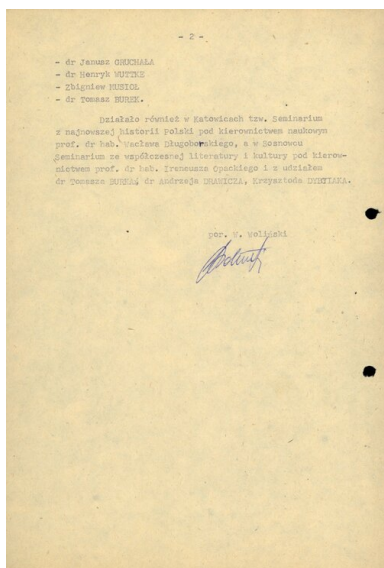 - 2 -
- dr Janusz GRUCHAŁA
- dr Henryk WUTTKE
- Zbigniew MUSIOŁ
- dr Tomasz BUREK.
Działało również w Katowicach tzw. Seminarium
z najnowszej historii Polski pod kierownictwem naukowym
prof. dr hab. Wacława Długoborskiego, a w Sosnowcu
Seminarium ze współczesnej literatury i kultury pod kierow-
nictwem prof. dr hab. Ireneusza Opackiego i z udziałem
dr Tomasza BURKA, dr Andrzeja DRAWICZA, Krzysztofa DYBCIAKA.
por. W. Woliński